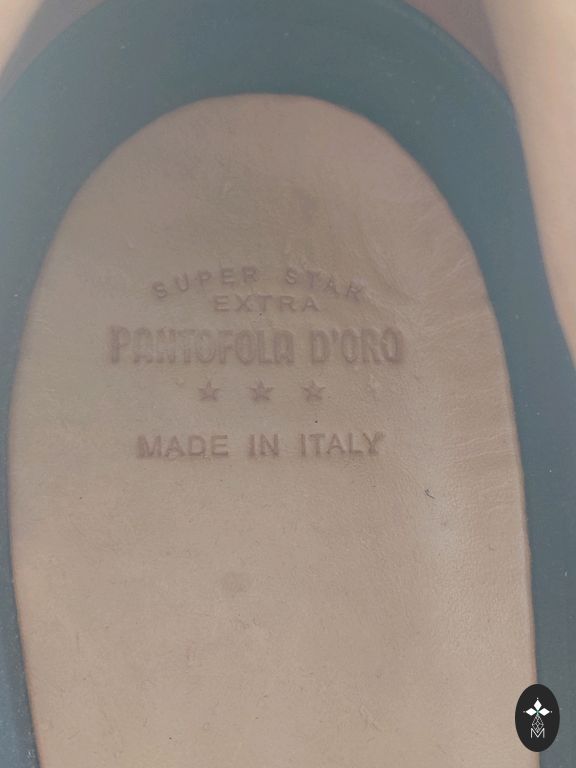 SUPER STAR
EXTRA
PANTOFOLA D'ORO
MADE IN ITALY